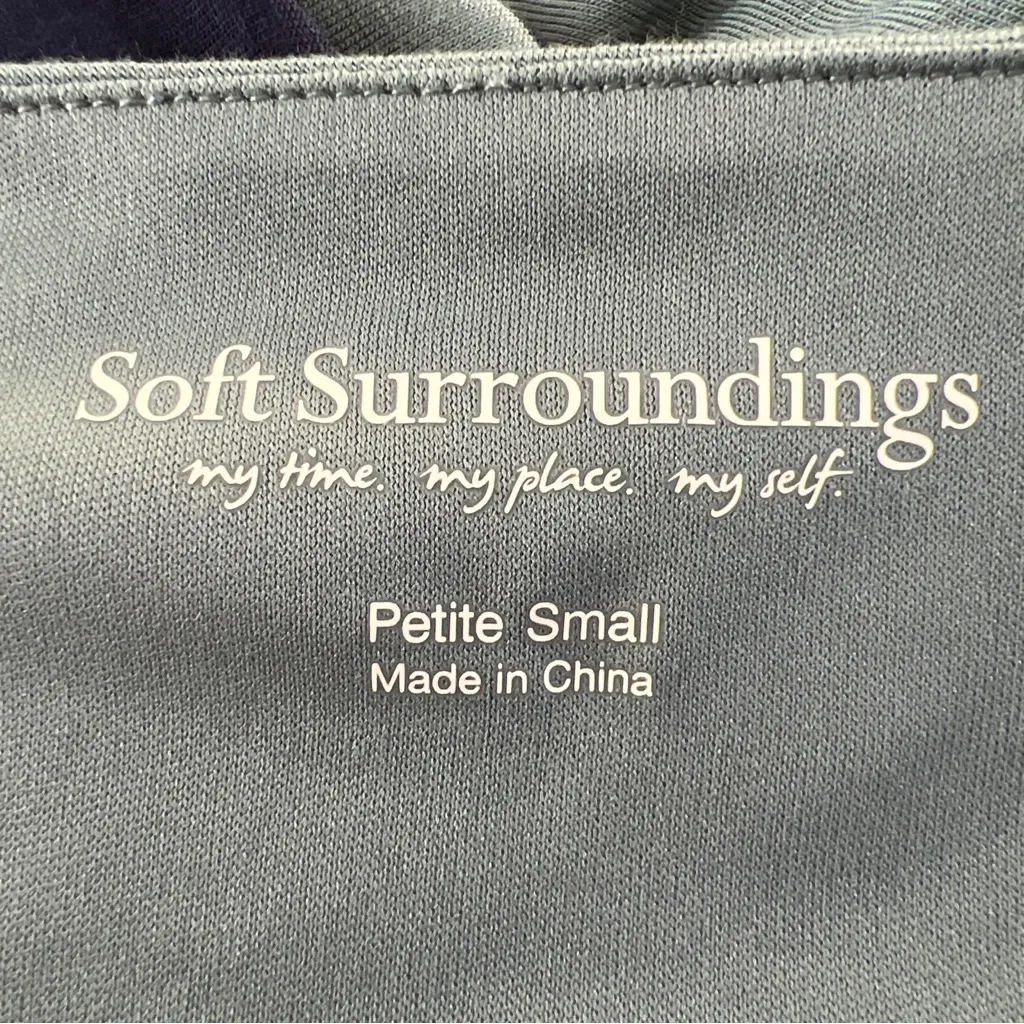 Soft Surroundings
my time. my place. my self.
Petite Small
Made in China